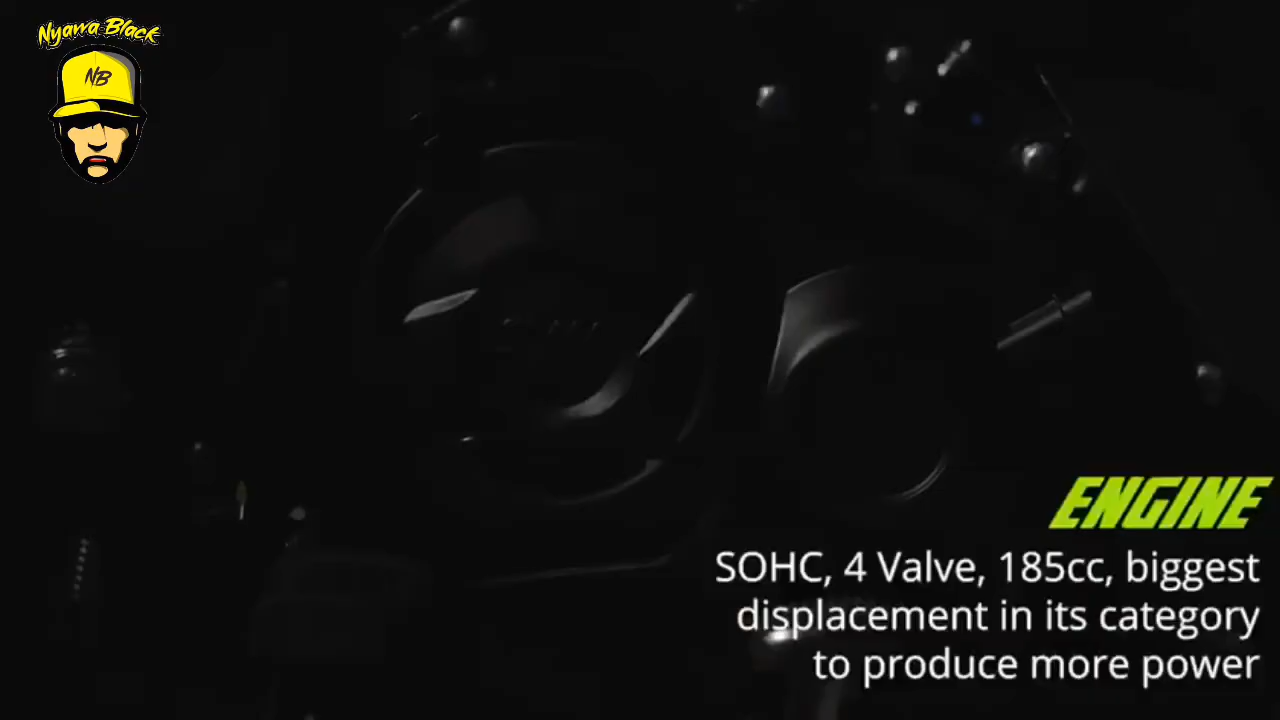 Nyawa Black
NB
ENGINE
SOHC, 4 Valve, 185cc, biggest
displacement in its category
to produce more power